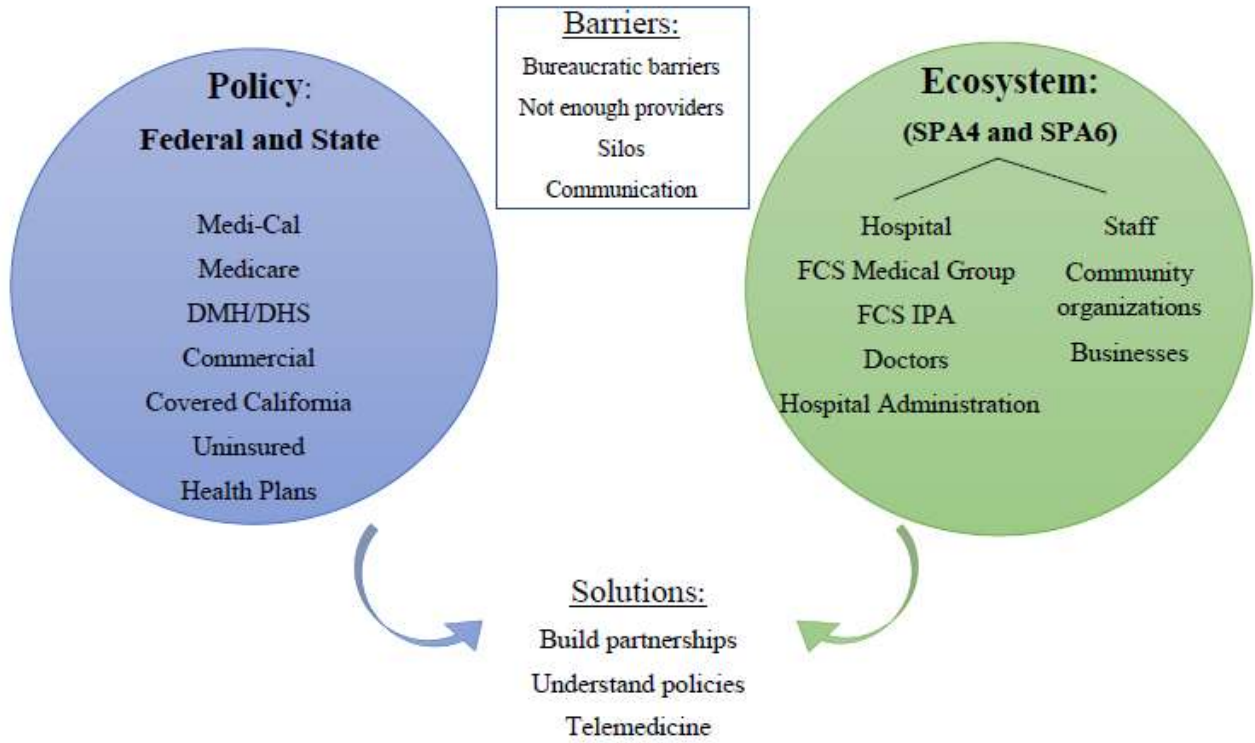 Policy:
Federal and State
Medi-Cal
Medicare
DMH/DHS
Commercial
Covered California
Uninsured
Health Plans
Barriers:
Bureaucratic barriers
Not enough providers
Silos
Communication
Ecosystem:
(SPA4 and SPA6)
Hospital
FCS Medical Group
FCS IPA
Doctors
Hospital Administration
Staff
Community
organizations
Businesses
Solutions:
Build partnerships
Understand policies
Telemedicine